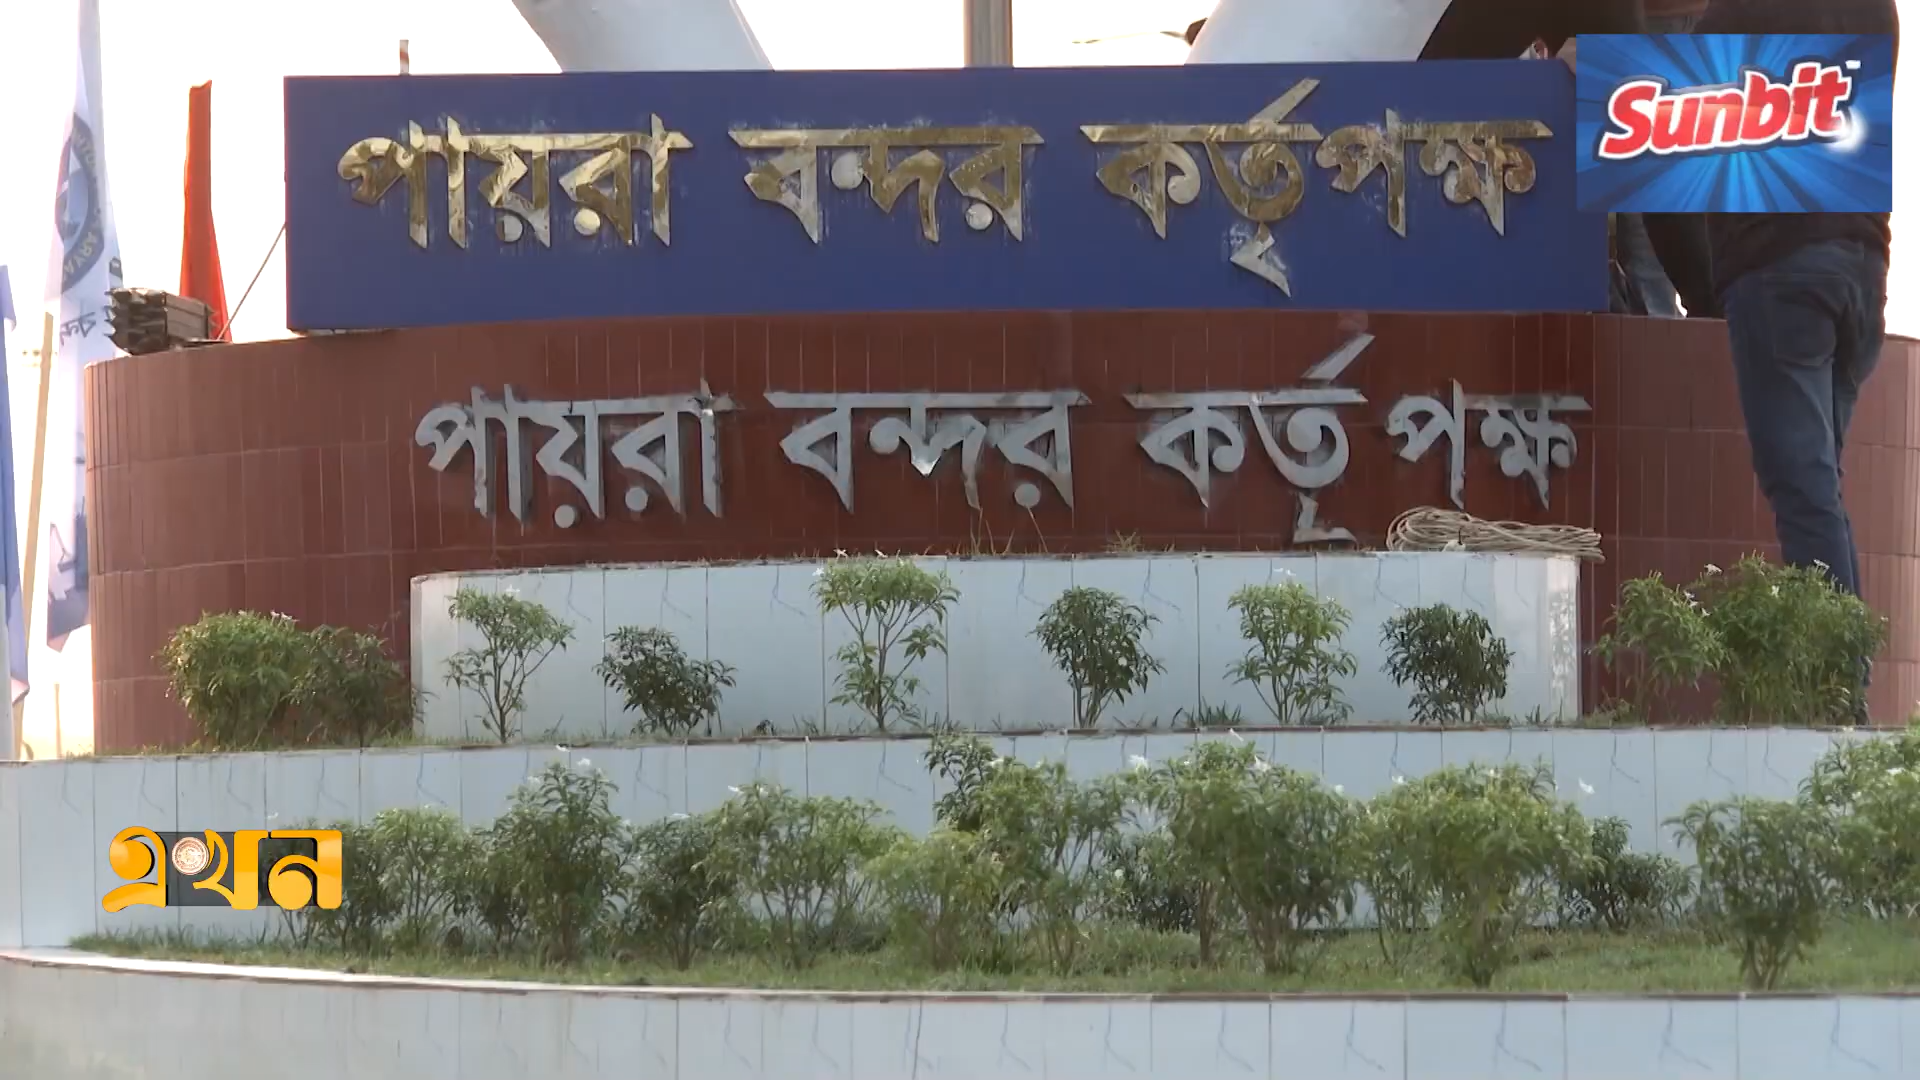 পায়রা বন্দর কর্তৃপক্ষ
Sunbit
পায়রা বন্দর কর্তৃপক্ষ
এখন